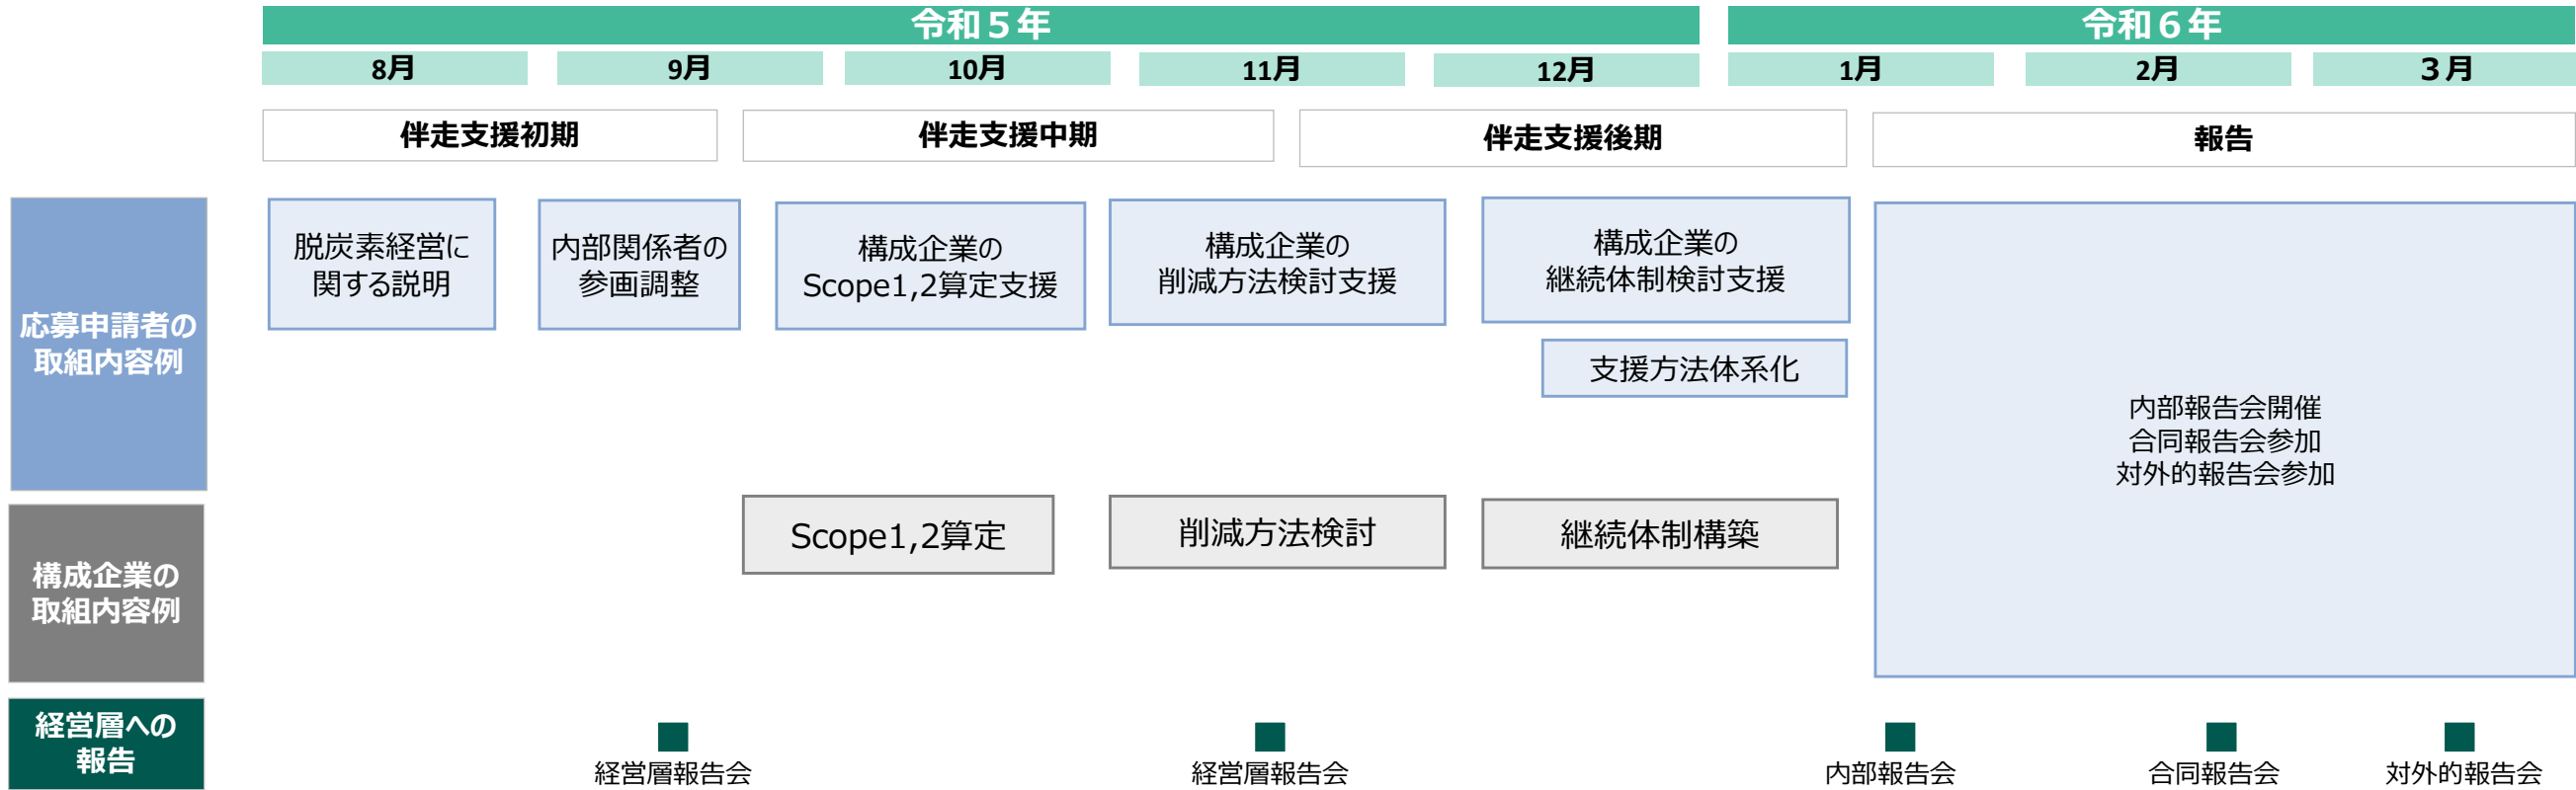 令和５年
令和６年
8月
9月
10月
11月
12月
1月
2月
３月
伴走支援初期
伴走支援中期
伴走支援後期
報告
応募申請者の
取組内容例
脱炭素経営に
関する説明
内部関係者の
参画調整
構成企業の
Scope1,2算定支援
構成企業の
削減方法検討支援
構成企業の
継続体制検討支援
支援方法体系化
内部報告会開催
合同報告会参加
対外的報告会参加
構成企業の
取組内容例
Scope1,2算定
削減方法検討
継続体制構築
経営層への
報告
経営層報告会
経営層報告会
内部報告会
合同報告会
対外的報告会